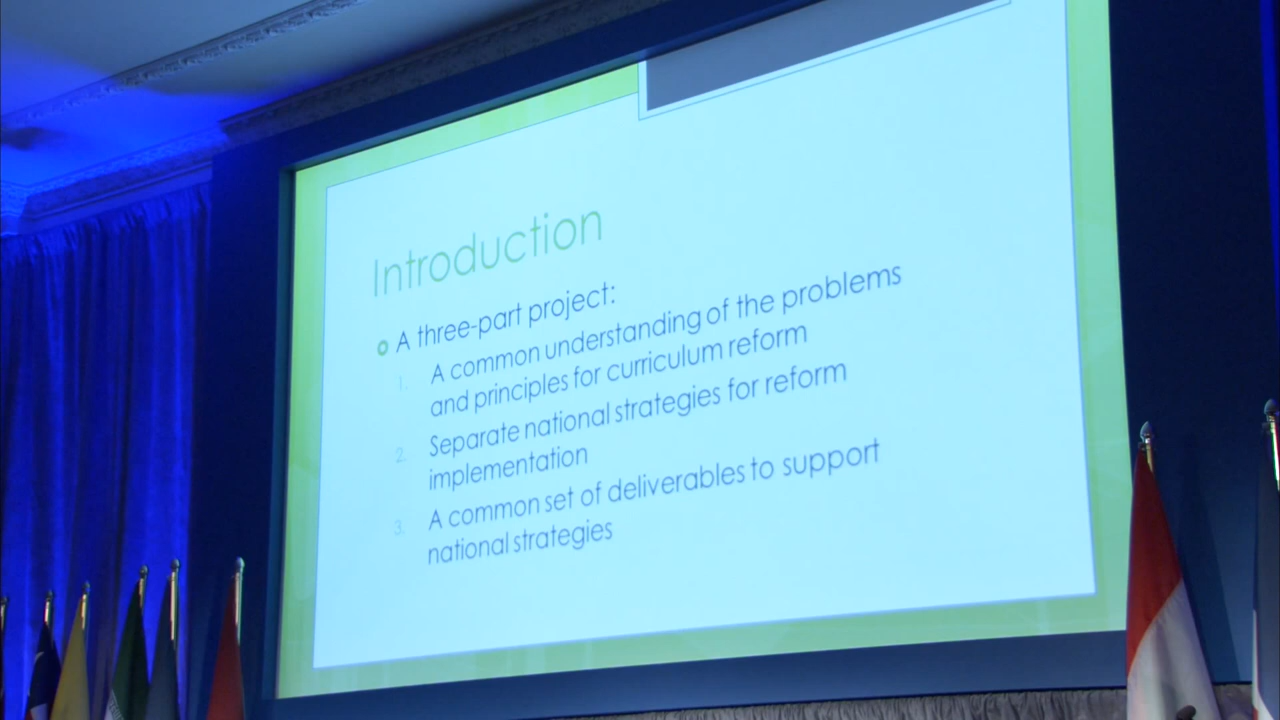 Introduction
A three-part project:
1. A common understanding of the problems
and principles for curriculum reform
2. Separate national strategies for reform
implementation
3. A common set of deliverables to support
national strategies